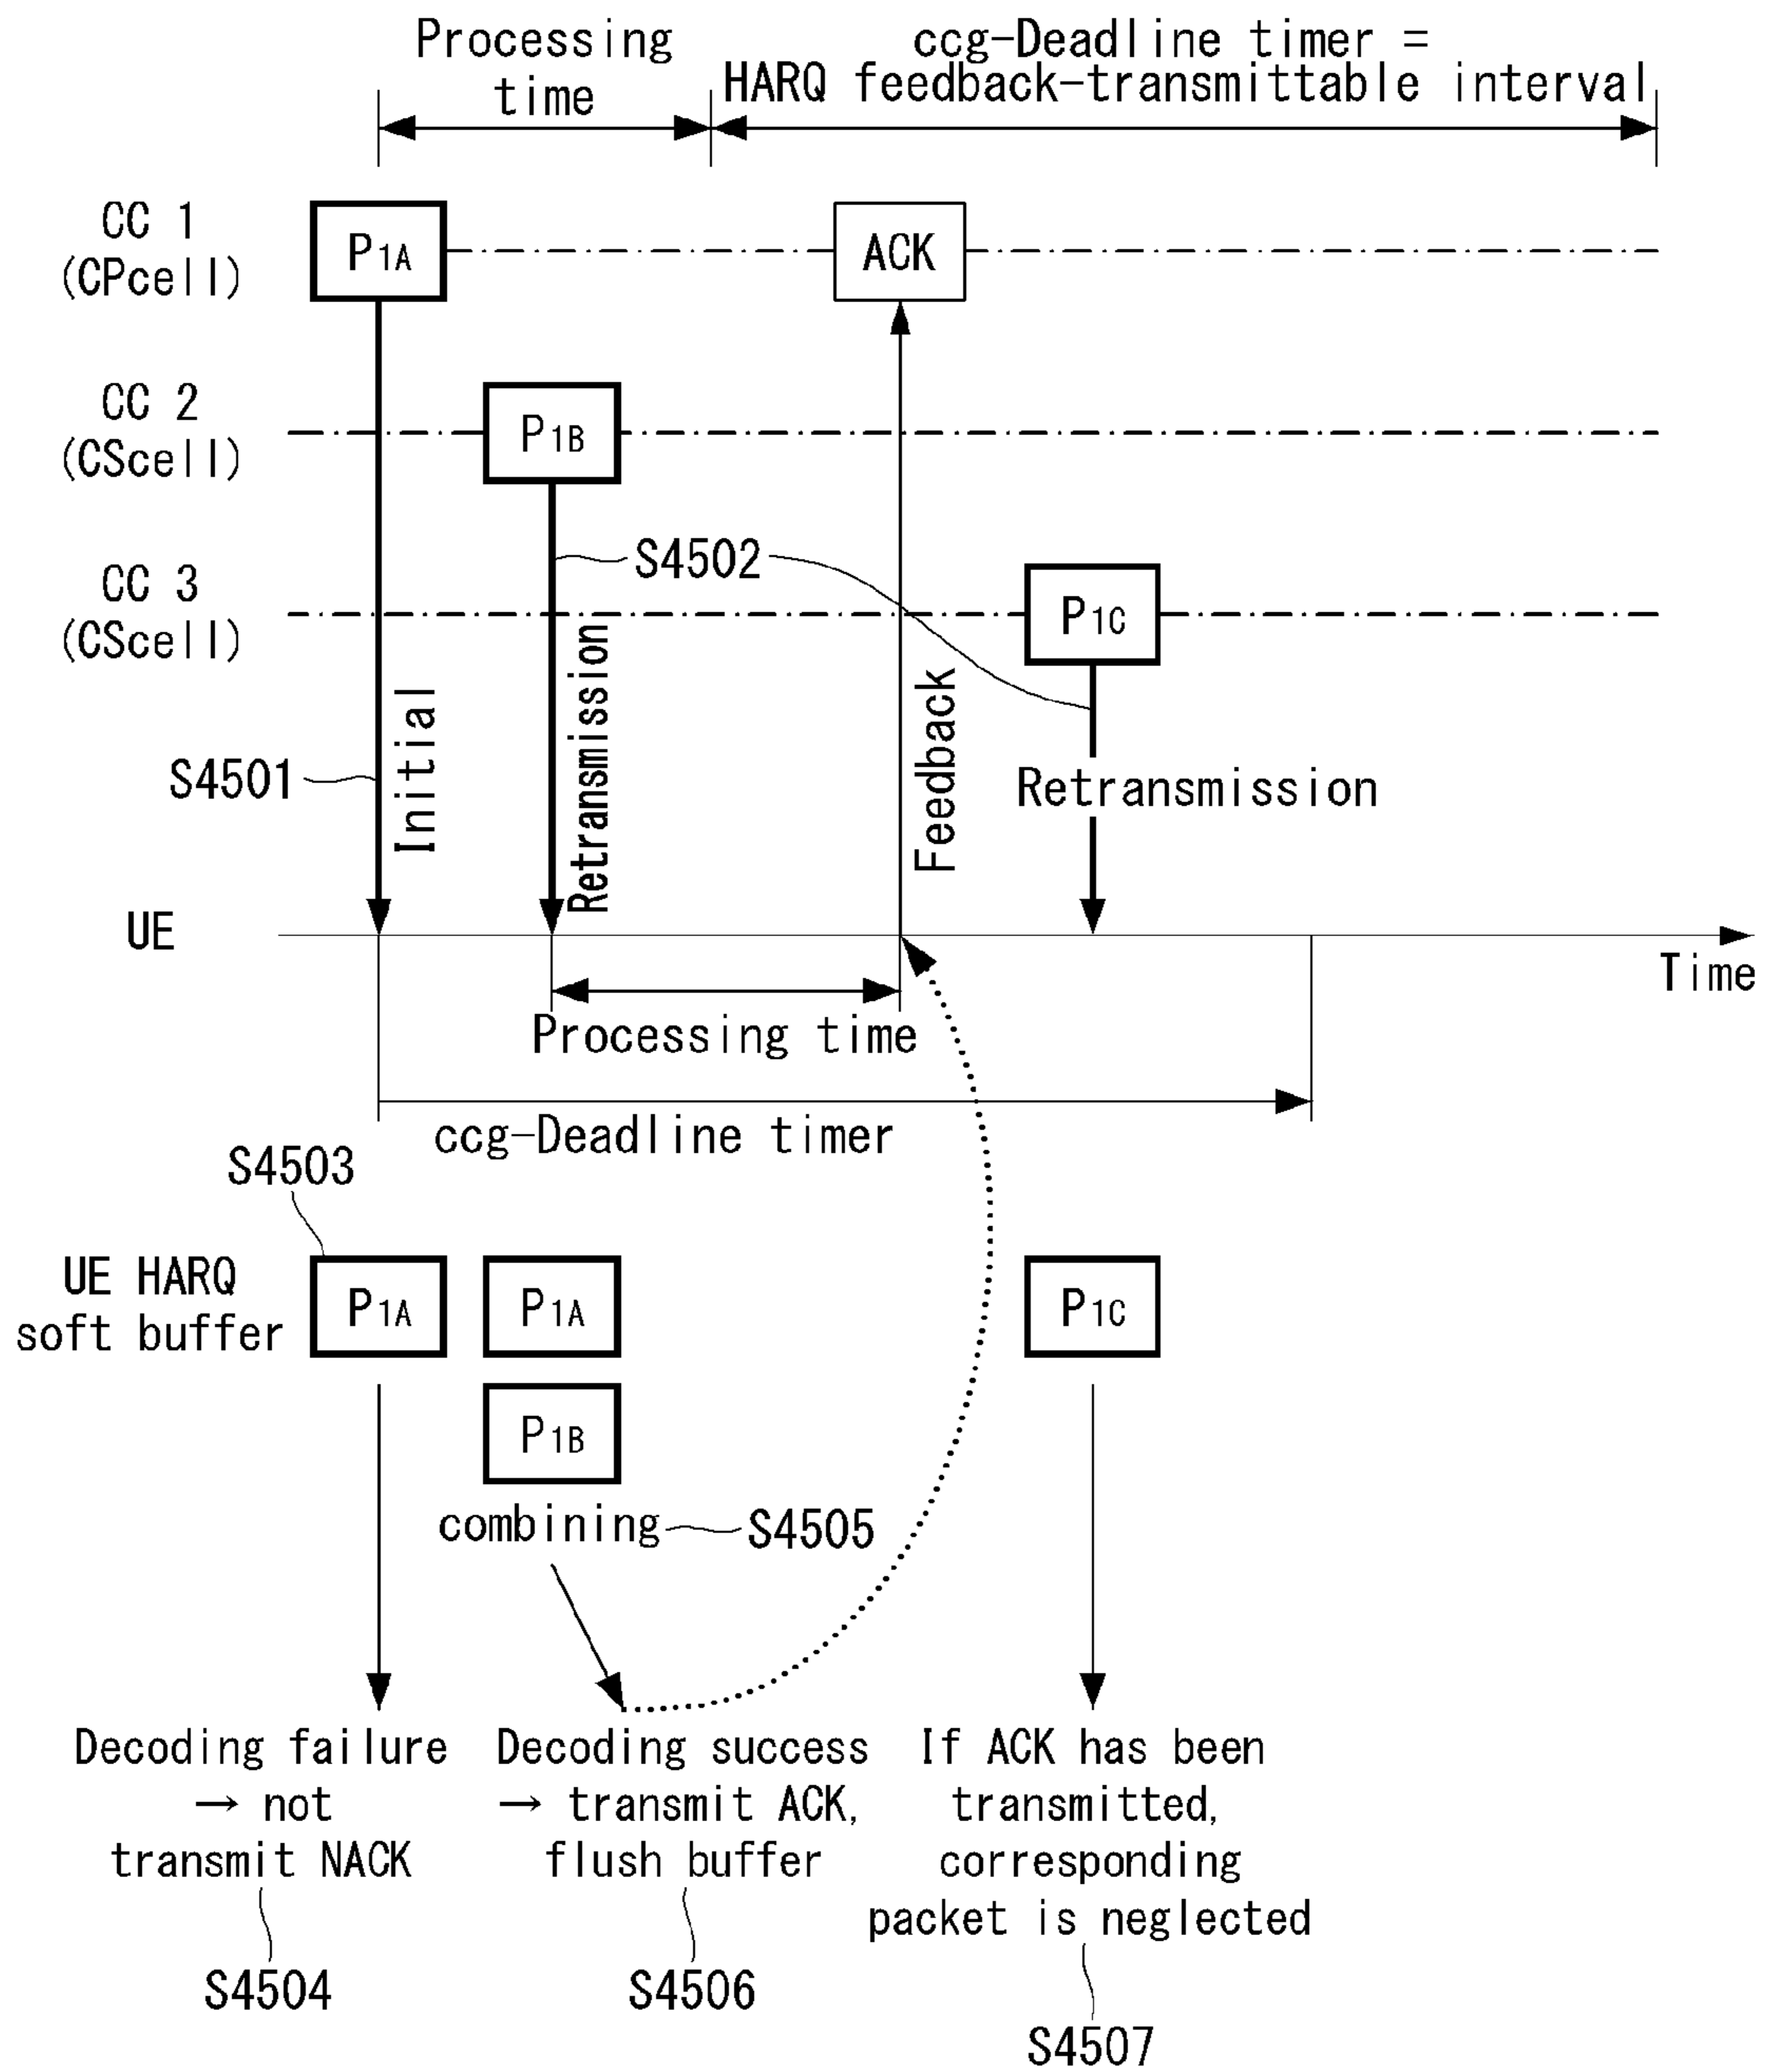 Processing
time
ccg-Deadline timer =
HARQ feedback-transmittable interval
CC 1
(CPcell)
P1A
ACK
CC 2
(CScell)
P1B
S4502
CC 3
(CScell)
P1C
S4501
Initial
Retransmission
Feedback
Retransmission
UE
Time
Processing time
ccg-Deadline timer
S4503
UE HARQ
soft buffer
P1A
P1A
P1C
P1B
combining
S4505
Decoding failure
→ not
transmit NACK
S4504
Decoding success
→ transmit ACK,
flush buffer
S4506
If ACK has been
transmitted,
corresponding
packet is neglected
S4507